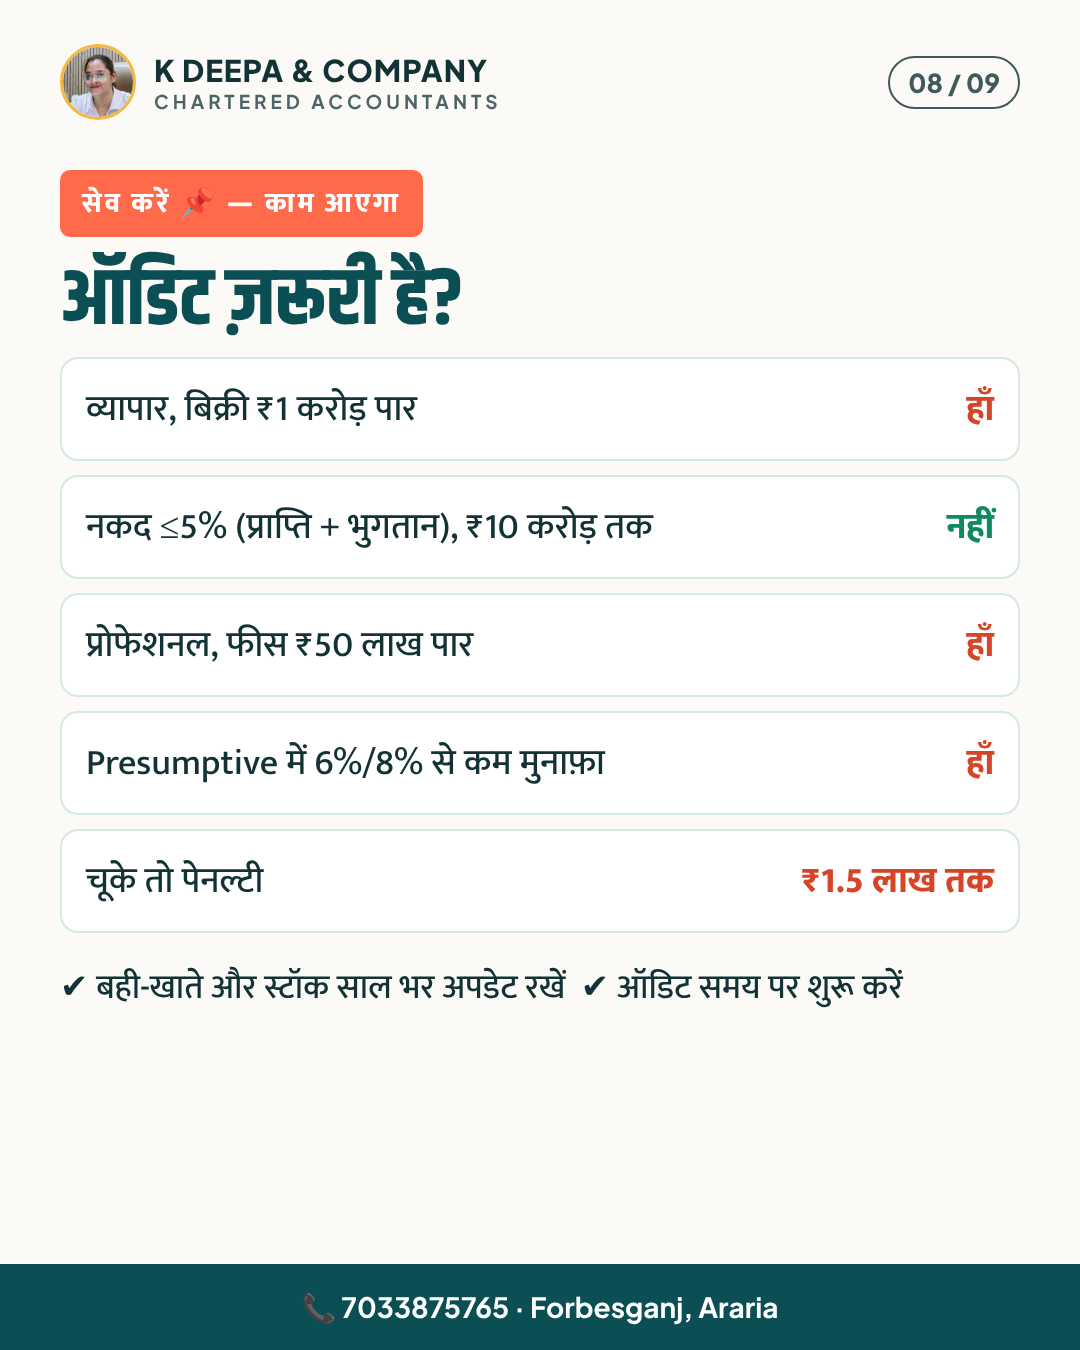 K DEEPA & COMPANY
CHARTERED ACCOUNTANTS
08 / 09
सेव करें 📌 — काम आएगा
ऑडिट ज़रूरी है?
व्यापार, बिक्री ₹1 करोड़ पार
हाँ
नकद ≤5% (प्राप्ति + भुगतान), ₹10 करोड़ तक
नहीं
प्रोफेशनल, फीस ₹50 लाख पार
हाँ
Presumptive में 6%/8% से कम मुनाफ़ा
हाँ
चूके तो पेनल्टी
₹1.5 लाख तक
✔ बही-खाते और स्टॉक साल भर अपडेट रखें ✔ ऑडिट समय पर शुरू करें
📞 7033875765 · Forbesganj, Araria